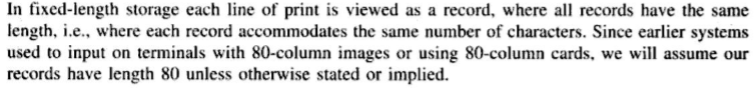 In fixed-length storage each line of print is viewed as a record, where all records have the same
length, i.e., where each record accommodates the same number of characters. Since earlier systems
used to input on terminals with 80-column images or using 80-column cards, we will assume our
records have length 80 unless otherwise stated or implied.